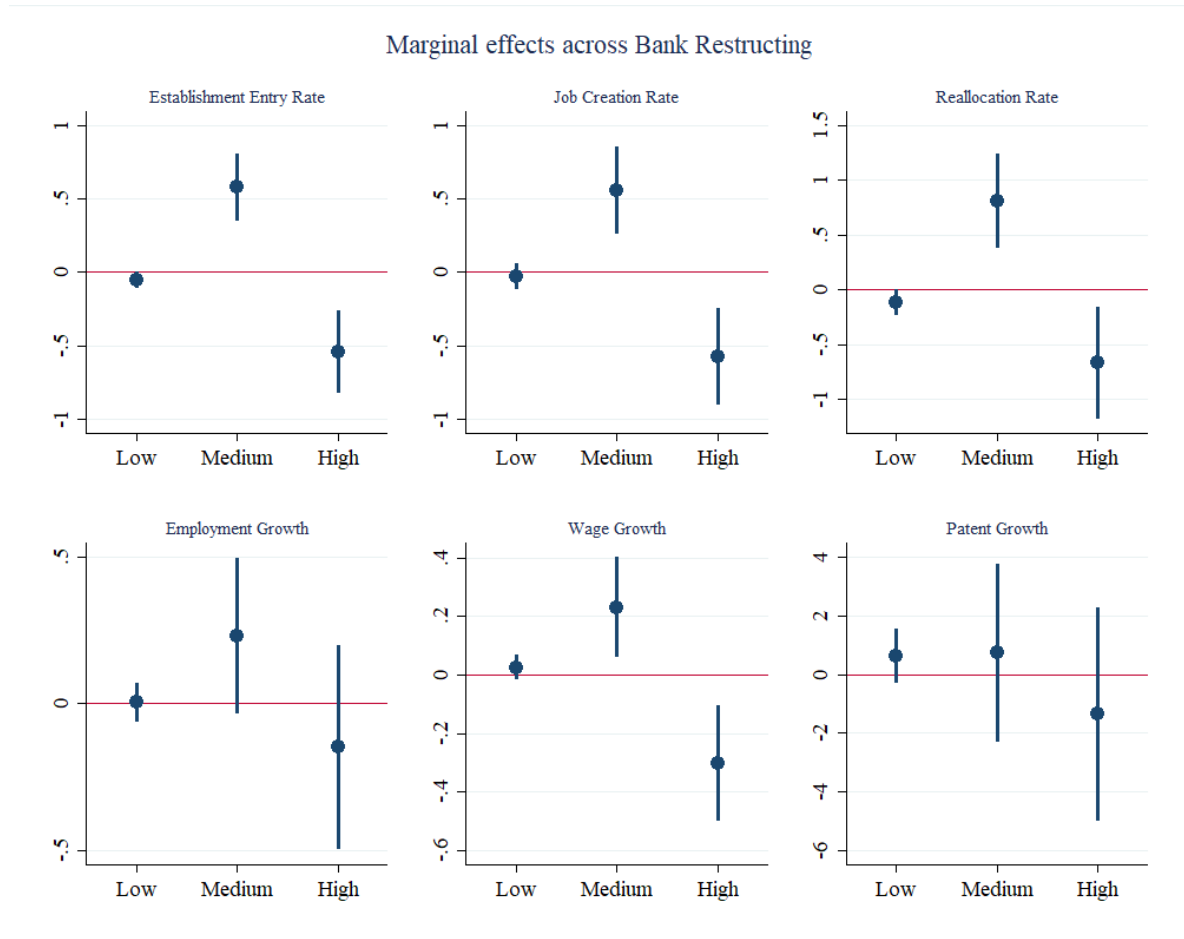 Marginal effects across Bank Restructing
Establishment Entry Rate
1
.5
0
-.5
-1
Low Medium High
Job Creation Rate
1
.5
0
-.5
-1
Low Medium High
Reallocation Rate
1.5
1
.5
0
-.5
-1
Low Medium High
Employment Growth
.5
0
-.5
Low Medium High
Wage Growth
.4
.2
0
-.2
-.4
-.6
Low Medium High
Patent Growth
4
2
0
-2
-4
-6
Low Medium High